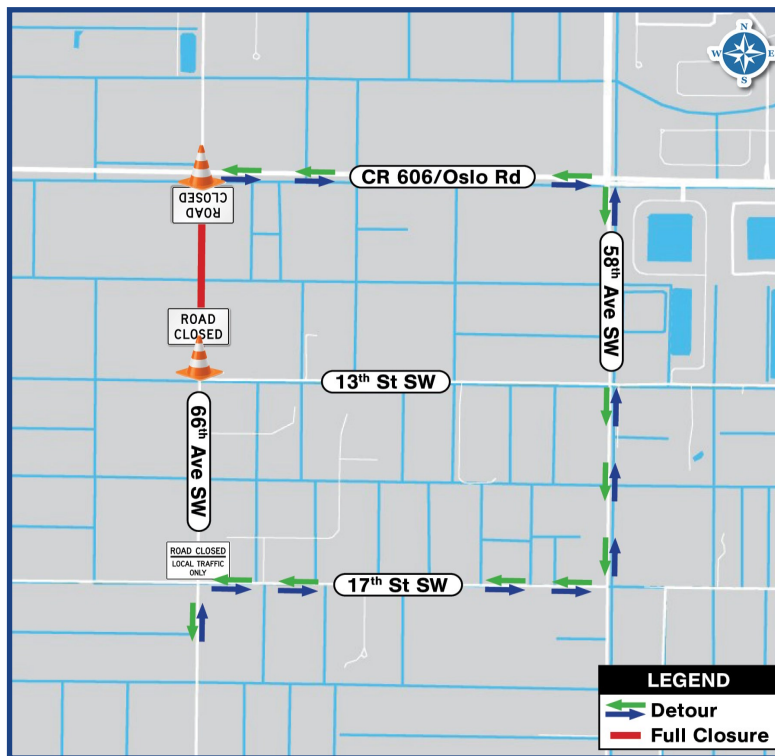 N
W E
S
CR 606/Oslo Rd
ROAD
CLOSED
58th Ave SW
ROAD
CLOSED
13th St SW
66th Ave SW
ROAD CLOSED
LOCAL TRAFFIC
ONLY
17th St SW
LEGEND
Detour
Full Closure